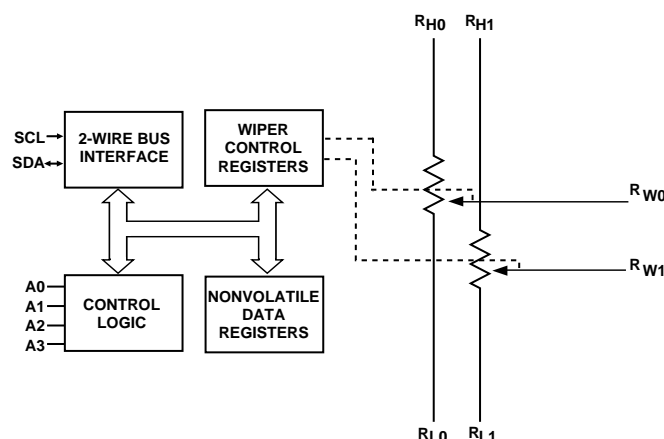 RH0 RH1
SCL
SDA
2-WIRE BUS
INTERFACE
WIPER
CONTROL
REGISTERS
RW0
RW1
A0
A1
A2
A3
CONTROL
LOGIC
NONVOLATILE
DATA
REGISTERS
RL0 RL1